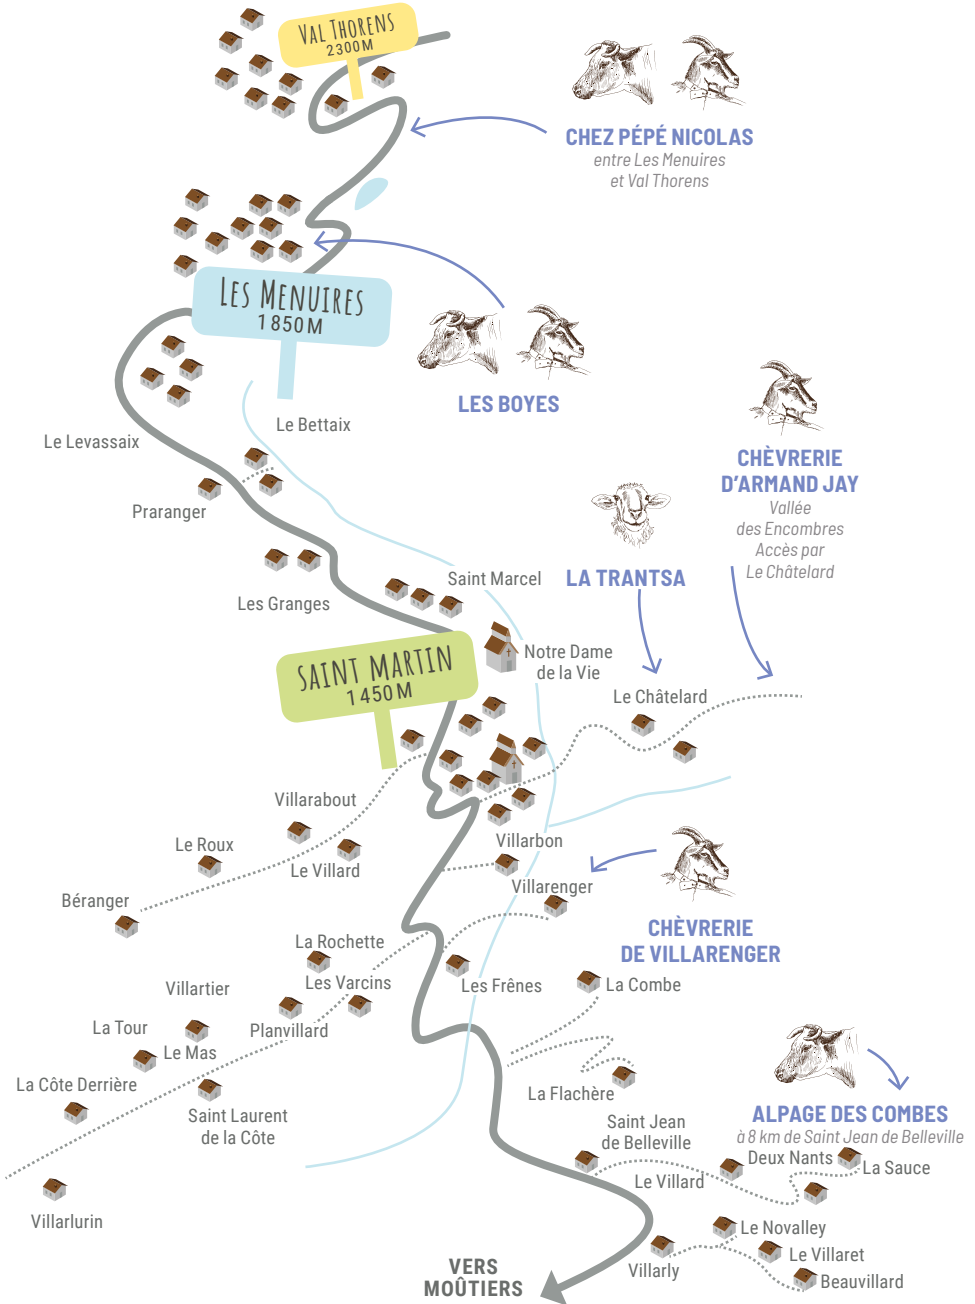 VAL THORENS
2300M
CHEZ PÉPÉ NICOLAS
entre Les Menuires
et Val Thorens
LES MENUIRES
1850M
LES BOYES
Le Bettaix
Le Levassaix
CHÈVRERIE
D'ARMAND JAY
Vallée
des Encombres
Accès par
Le Châtelard
Praranger
LA TRANTSA
Saint Marcel
Les Granges
SAINT MARTIN
1450M
Notre Dame
de la Vie
Le Châtelard
Villarabout
Villarbon
Le Roux
Le Villard
Villarenger
Béranger
CHÈVRERIE
DE VILLARENGER
La Rochette
Les Varcins
Les Frênes
La Combe
Villartier
La Tour
Planvillard
Le Mas
La Côte Derrière
La Flachère
Saint Laurent
de la Côte
ALPAGE DES COMBES
à 8 km de Saint Jean de Belleville
Saint Jean
de Belleville
Deux Nants
La Sauce
Le Villard
Villarlurin
Le Novalley
Le Villaret
Villarly
Beauvillard
VERS
MOÛTIERS